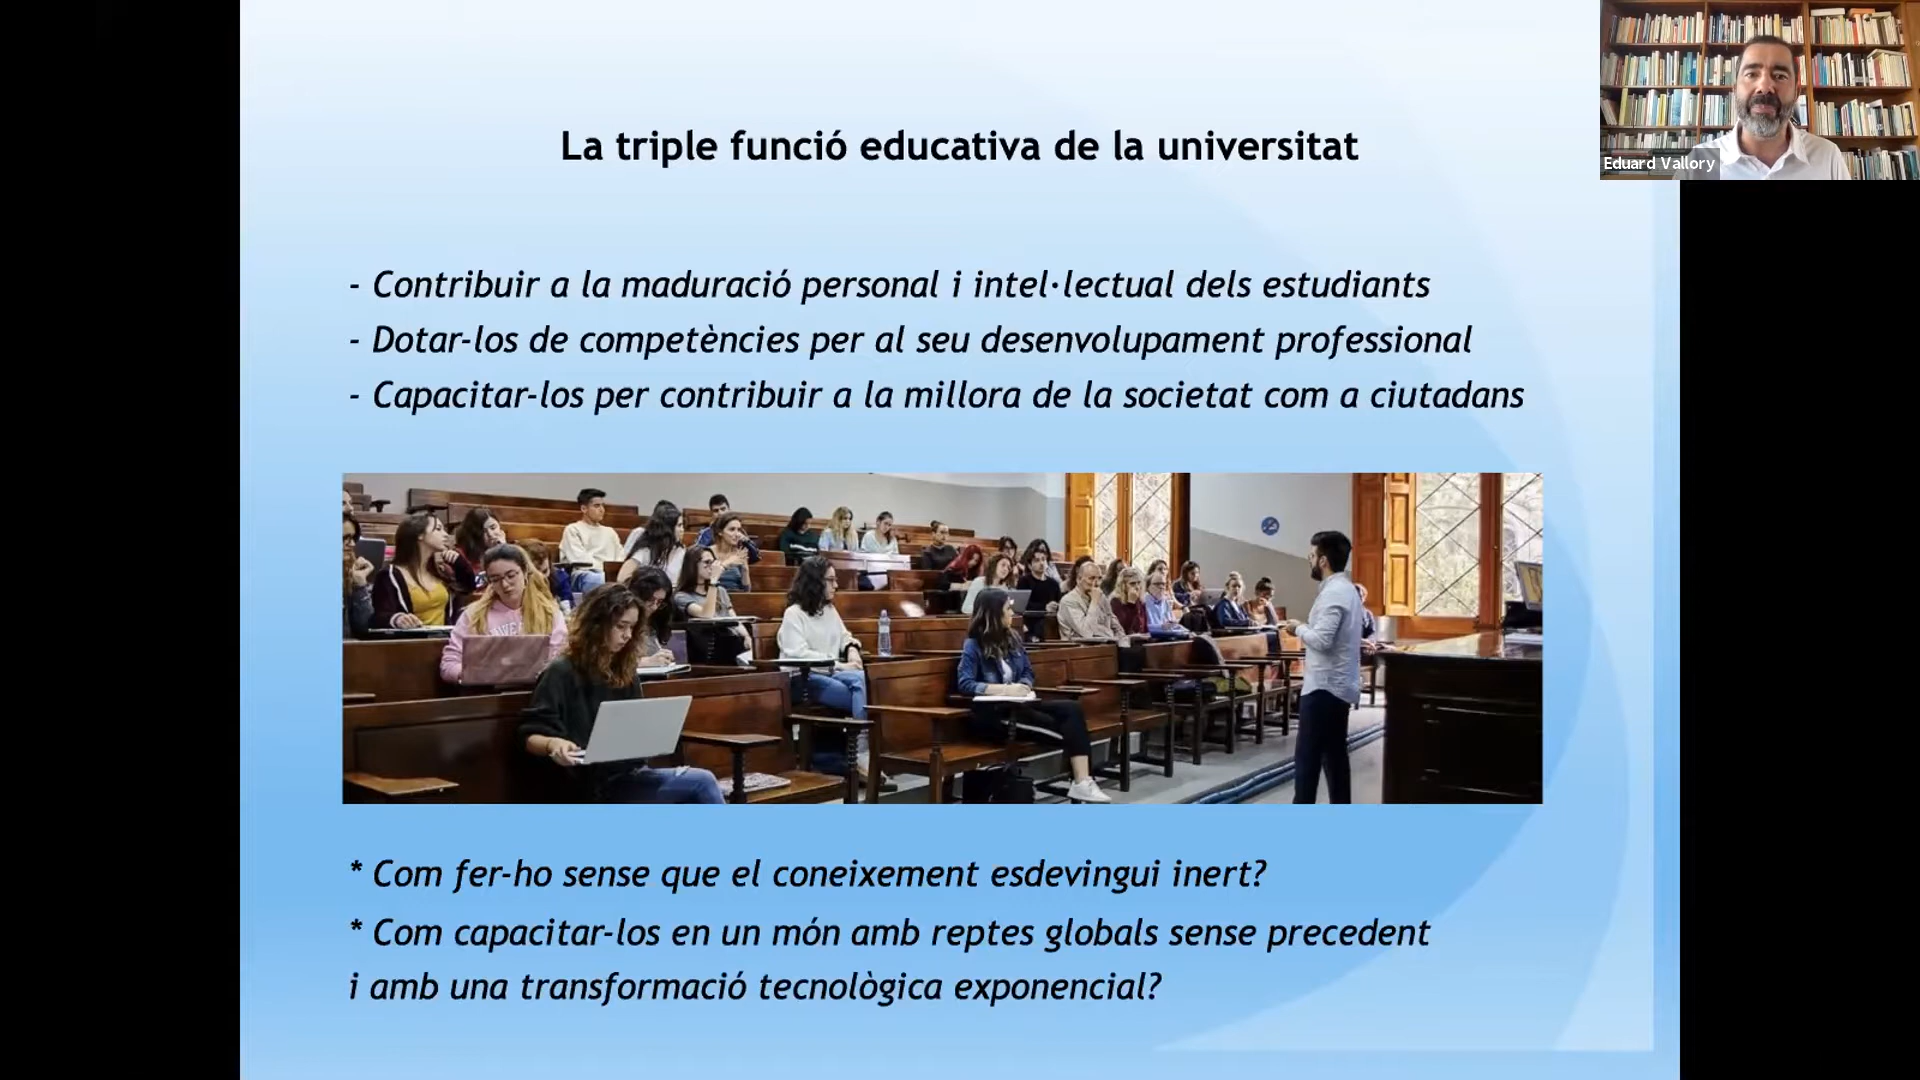 La triple funció educativa de la universitat
Eduard Vallory
- Contribuir a la maduració personal i intel·lectual dels estudiants
- Dotar-los de competències per al seu desenvolupament professional
- Capacitar-los per contribuir a la millora de la societat com a ciutadans
* Com fer-ho sense que el coneixement esdevingui inert?
* Com capacitar-los en un món amb reptes globals sense precedent
i amb una transformació tecnològica exponencial?